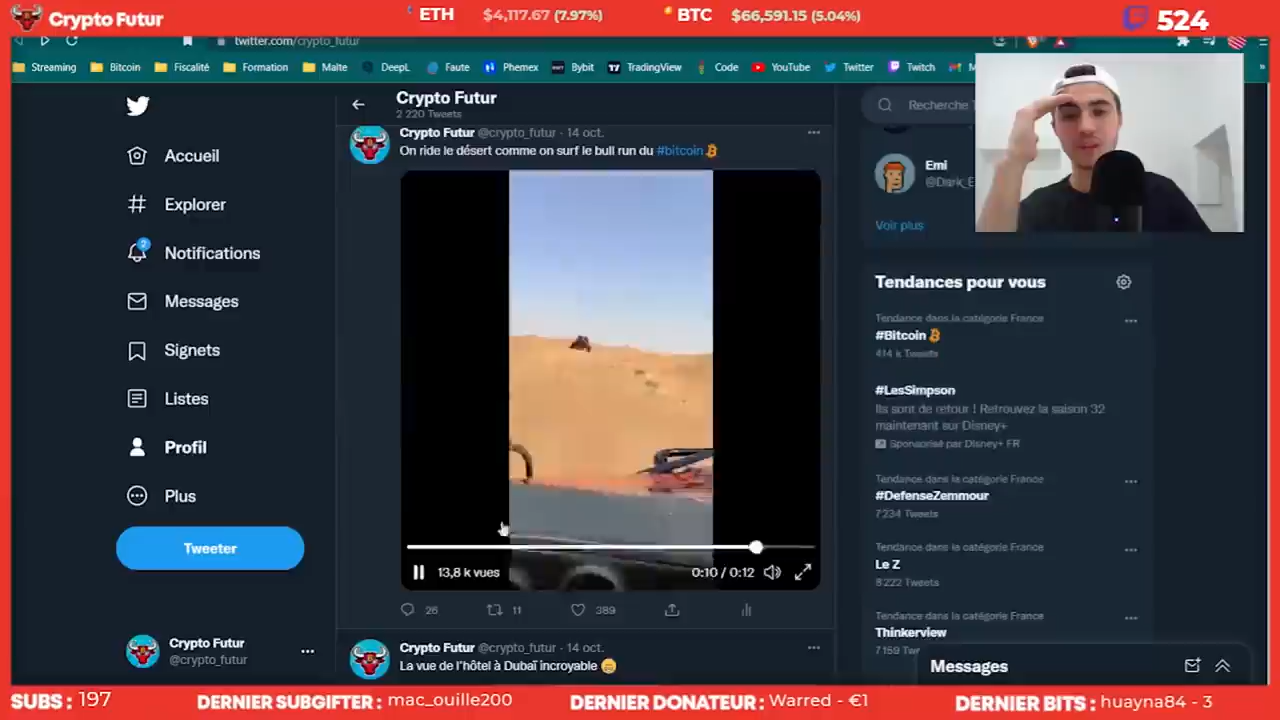 Crypto Futur
ETH $4,117.67 (7.97%)
BTC $66,591.15 (5.04%)
524
twitter.com/crypto_futur
Streaming
Bitcoin
Fiscalité
Formation
Malte
DeepL
Faute
Phemex
Bybit
TradingView
Code
YouTube
Twitter
Twitch
Accueil
Explorer
2
Notifications
Messages
Signets
Listes
Profil
Plus
Tweeter
Crypto Futur
@crypto_futur
Crypto Futur
2 220 Tweets
Crypto Futur @crypto_futur · 14 oct.
On ride le désert comme on surf le bull run du #bitcoin
13,8 k vues
0:10 / 0:12
26
11
389
Crypto Futur @crypto_futur · 14 oct.
La vue de l'hôtel à Dubaï incroyable
Recherche
Emi
Voir plus
Tendances pour vous
Tendance dans la catégorie France
#Bitcoin
414 k Tweets
#LesSimpson
Ils sont de retour ! Retrouvez la saison 32
maintenant sur Disney+
Sponsorisé par Disney+ FR
Tendance dans la catégorie France
#DefenseZemmour
7 234 Tweets
Tendance dans la catégorie France
Le Z
8 222 Tweets
Tendance dans la catégorie France
Thinkerview
Messages
SUBS : 197
DERNIER SUBGIFTER : mac_ouille200
DERNIER DONATEUR : Warred - €1
DERNIER BITS : huayna84 - 3